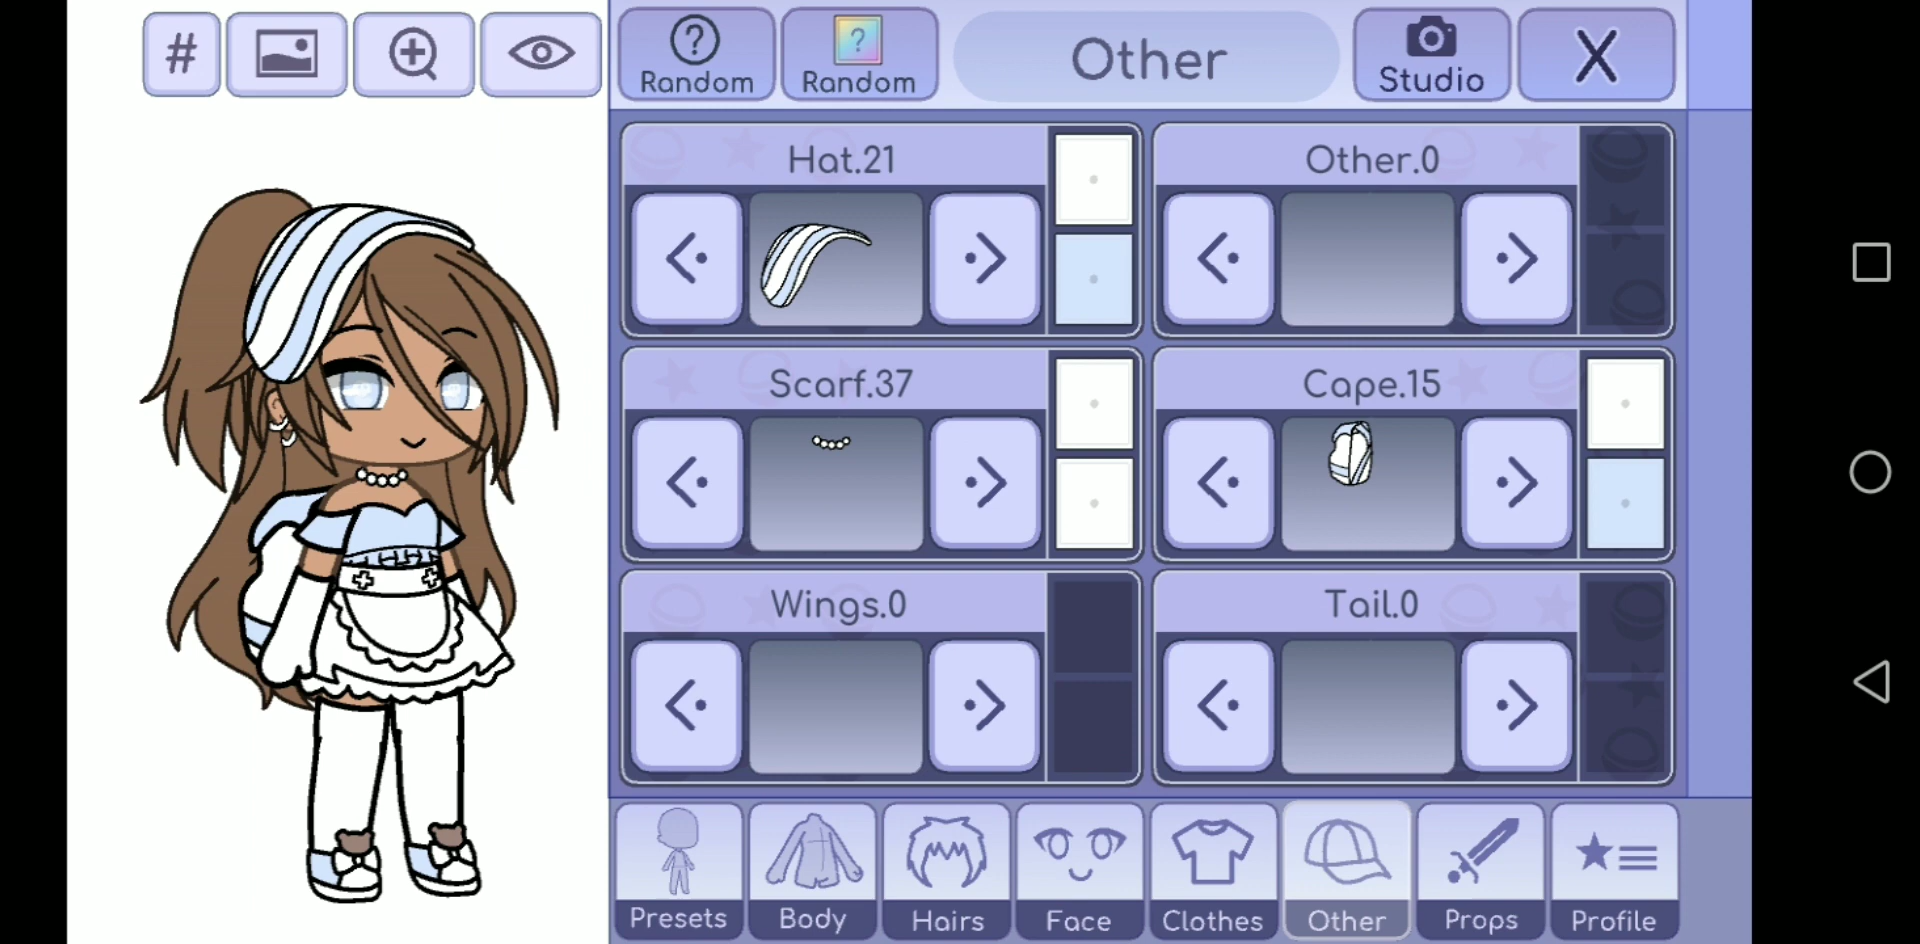 #
? Random
? Random
Other
Studio
X
Hat.21
Other.0
Scarf.37
Cape.15
Wings.0
Tail.0
Presets
Body
Hairs
Face
Clothes
Other
Props
Profile